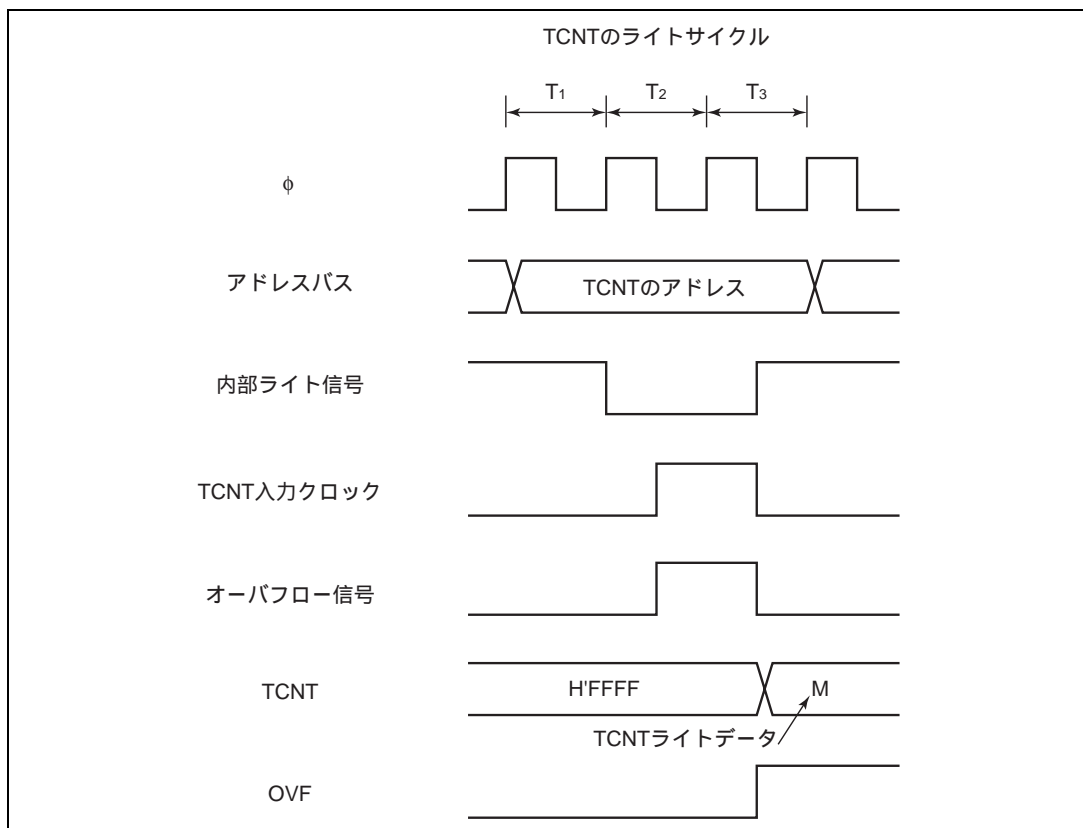 TCNTのライトサイクル
T1 T2 T3
φ
アドレスバス
TCNTのアドレス
内部ライト信号
TCNT入力クロック
オーバフロー信号
TCNT
H'FFFF
M
TCNTライトデータ
OVF